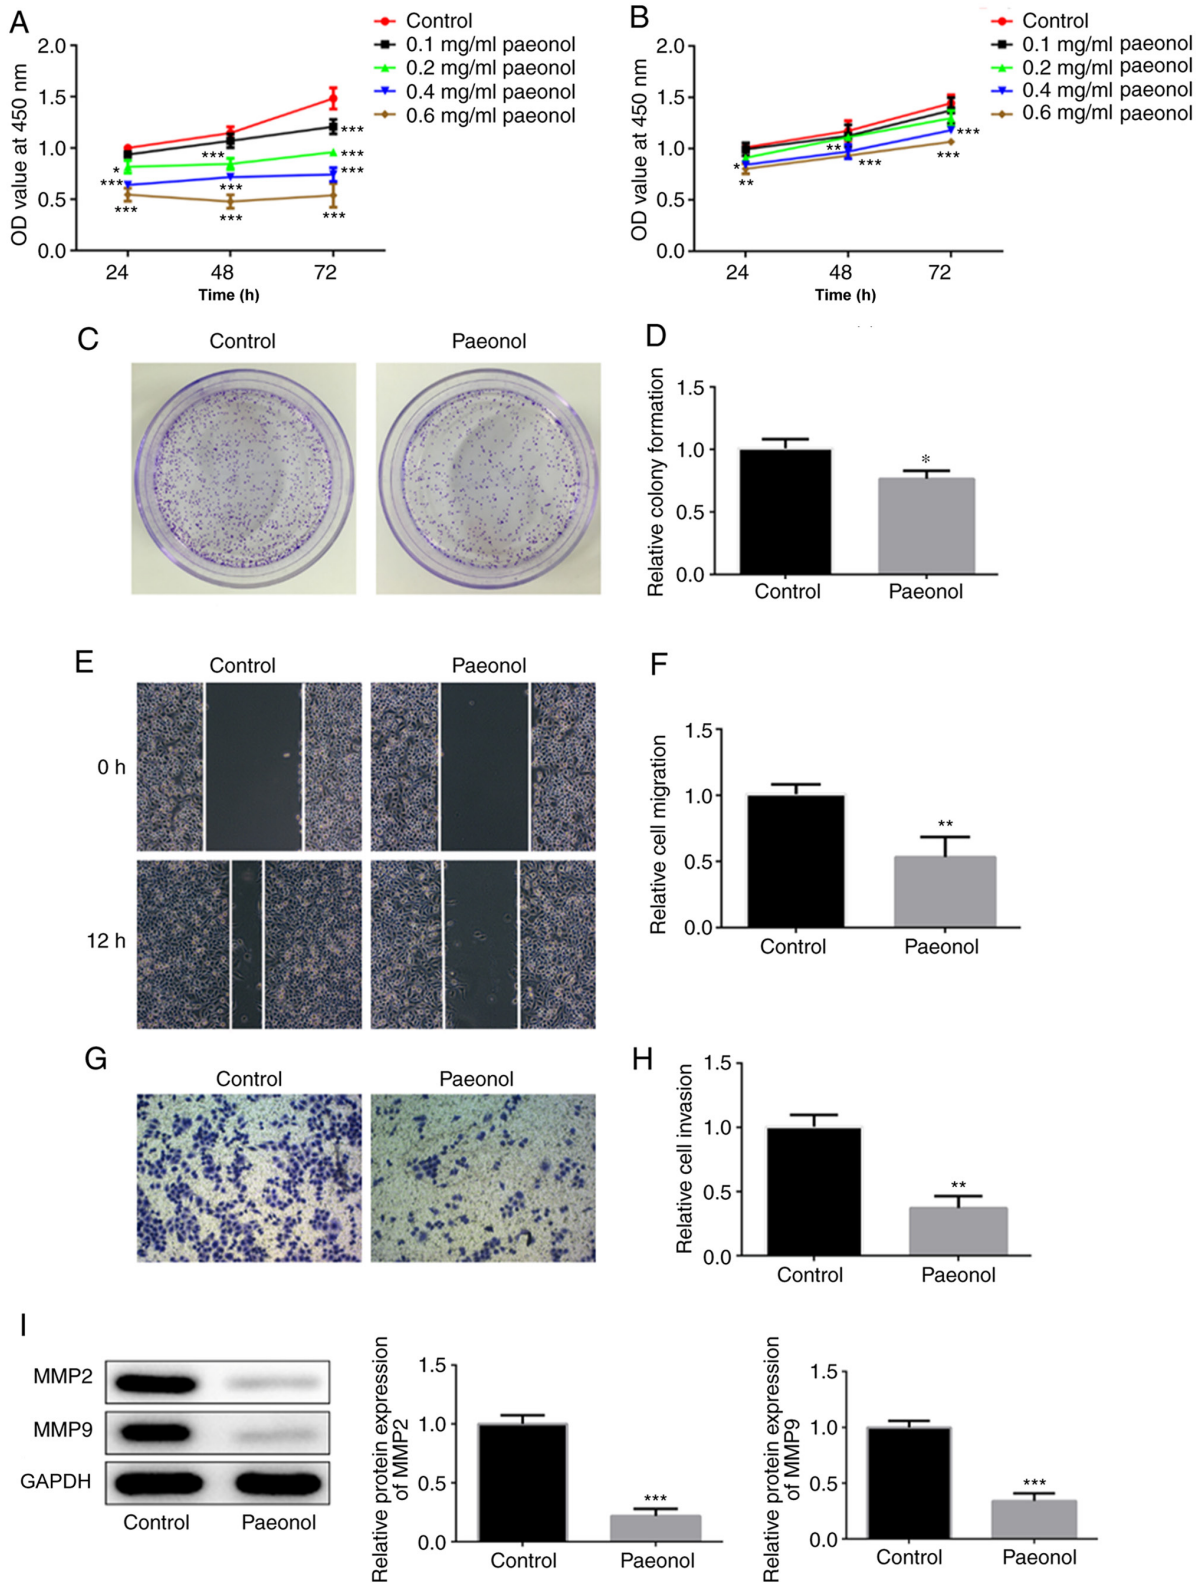 A
Control
0.1 mg/ml paeonol
0.2 mg/ml paeonol
0.4 mg/ml paeonol
0.6 mg/ml paeonol
OD value at 450 nm
2.0
1.5
1.0
0.5
0.0
***
***
***
***
*
***
***
***
***
***
24
48
72
Time (h)
B
Control
0.1 mg/ml paeonol
0.2 mg/ml paeonol
0.4 mg/ml paeonol
0.6 mg/ml paeonol
OD value at 450 nm
2.0
1.5
1.0
0.5
0.0
*
**
**
***
***
***
24
48
72
Time (h)
C
Control
Paeonol
D
Relative colony formation
1.5
1.0
0.5
0.0
*
Control
Paeonol
E
Control
Paeonol
0 h
12 h
F
Relative cell migration
1.5
1.0
0.5
0.0
**
Control
Paeonol
G
Control
Paeonol
H
Relative cell invasion
1.5
1.0
0.5
0.0
**
Control
Paeonol
I
MMP2
MMP9
GAPDH
Control
Paeonol
Relative protein expression
of MMP2
1.5
1.0
0.5
0.0
***
Control
Paeonol
Relative protein expression
of MMP9
1.5
1.0
0.5
0.0
***
Control
Paeonol